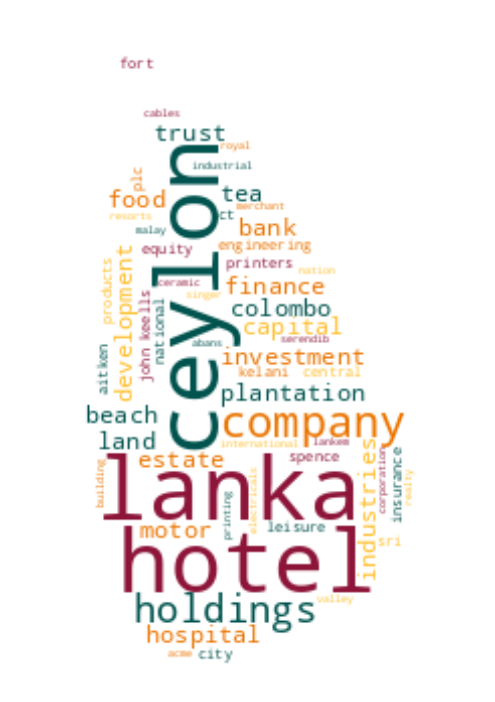 fort
cables
trust
royal
industrial
plc
food
tea
merchant
resorts
ct
malay
bank
ceylon
equity
engineering
printers
nation
ceramic
finance
singer
products
development
john keells
national
colombo
capital
serendib
abans
aitken
investment
kelani
central
plantation
beach
company
land
international
lankem
estate
spence
building
lanka
electricals
industries
corporation
insurance
realty
printing
motor
leisure
sri
hotel
holdings
valley
hospital
acme
city